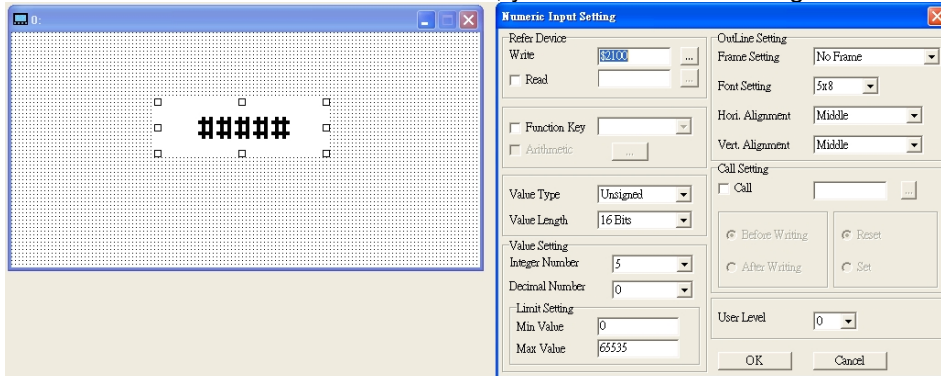 0:
#####
Numeric Input Setting
Refer Device
Write $2100 ...
Read ...
Function Key
Arithmetic ...
Value Type Unsigned
Value Length 16 Bits
Value Setting
Integer Number 5
Decimal Number 0
Limit Setting
Min Value 0
Max Value 65535
OutLine Setting
Frame Setting No Frame
Font Setting 5x8
Hori. Alignment Middle
Vert. Alignment Middle
Call Setting
Call ...
Before Writing Reset
After Writing Set
User Level 0
OK Cancel